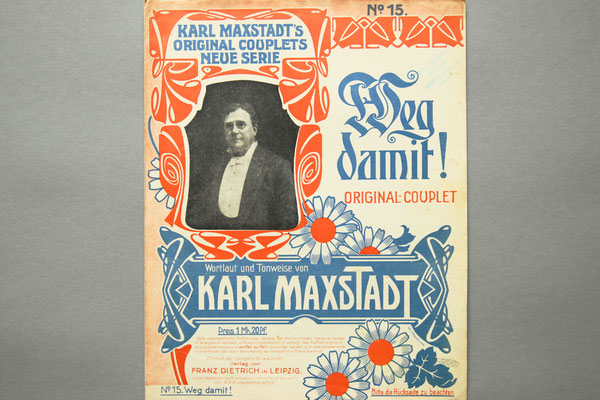 No 15.
KARL MAXSTADT'S
ORIGINAL COUPLETS
NEUE SERIE
Weg
damit!
ORIGINAL-COUPLET
Wortlaut und Tonweise von
KARL MAXSTADT
Preis 1 Mk. 20 Pf.
Verlag von
FRANZ DIETRICH IN LEIPZIG.
No 15. Weg damit!
Bitte die Rückseite zu beachten